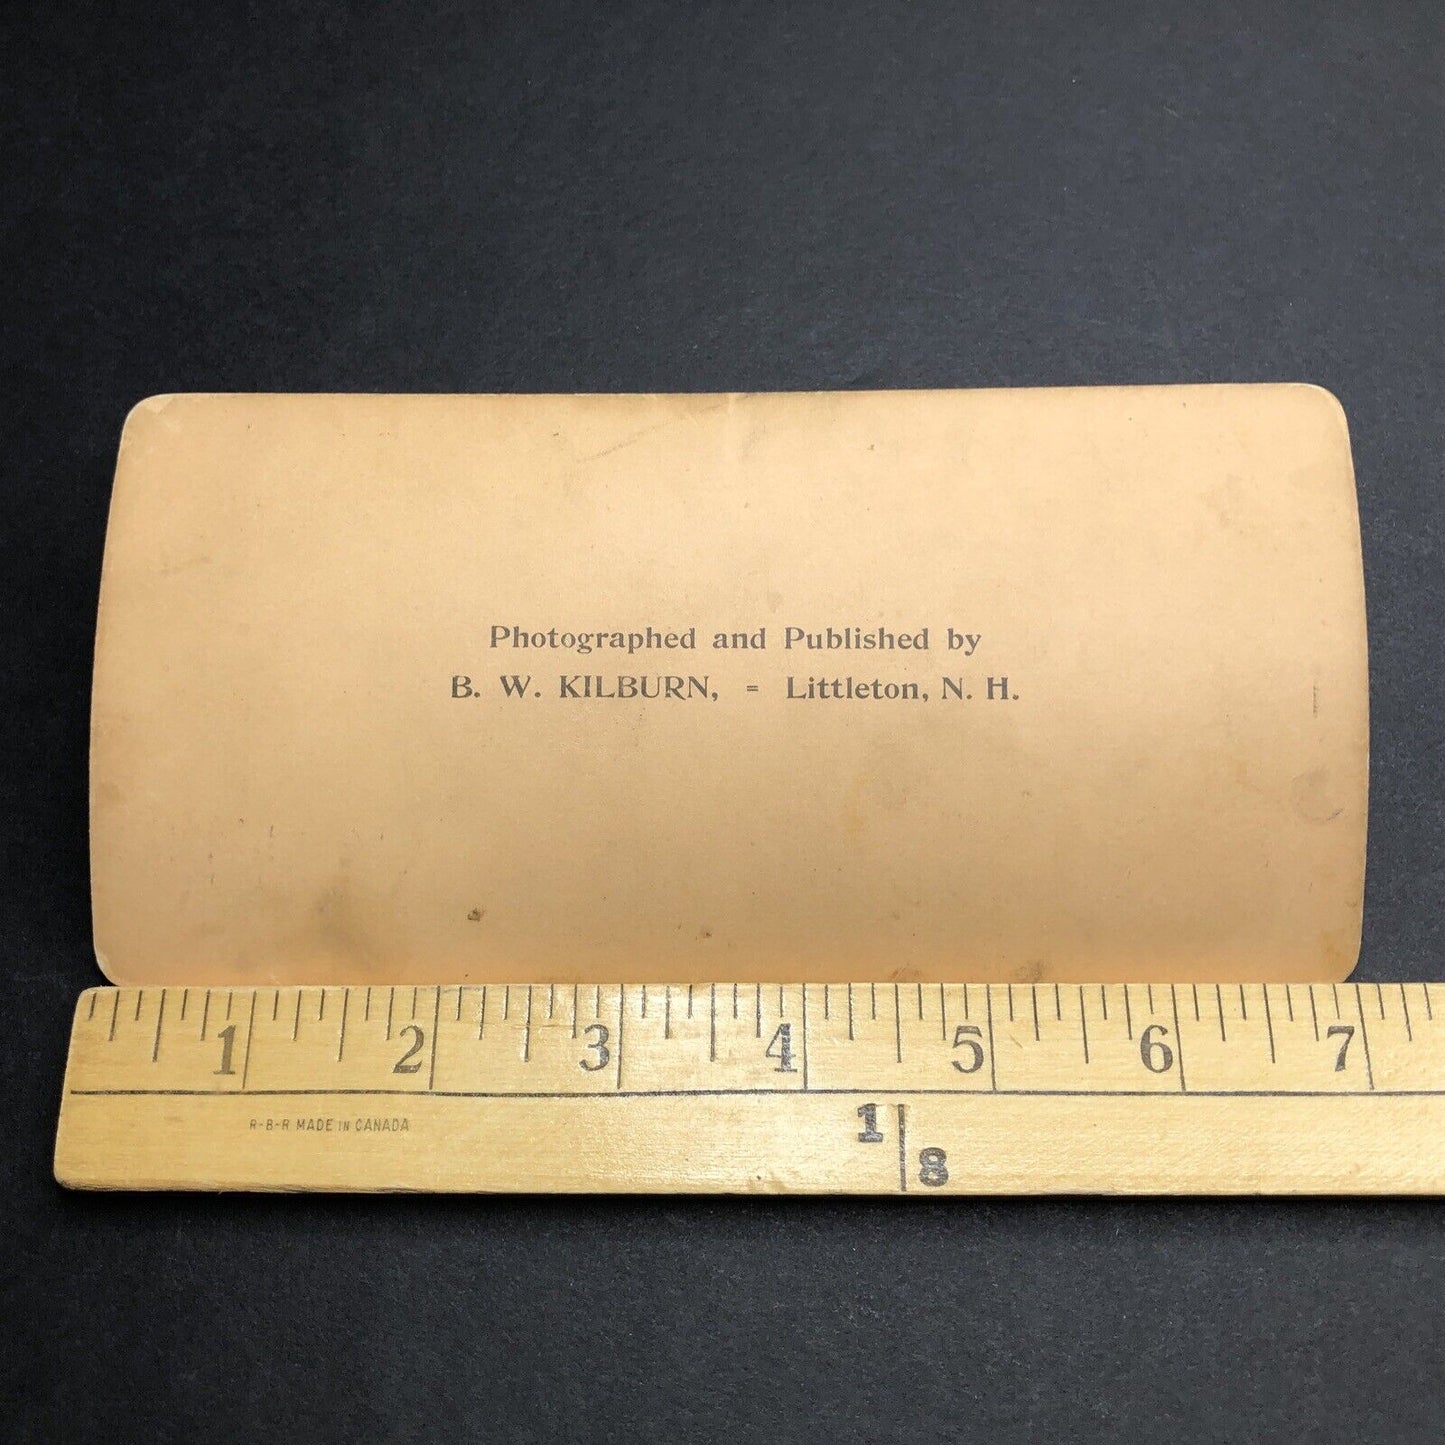 Photographed and Published by
B. W. KILBURN, = Littleton, N. H.
1 2 3 4 5 6 7
R-B-R MADE IN CANADA
1/8